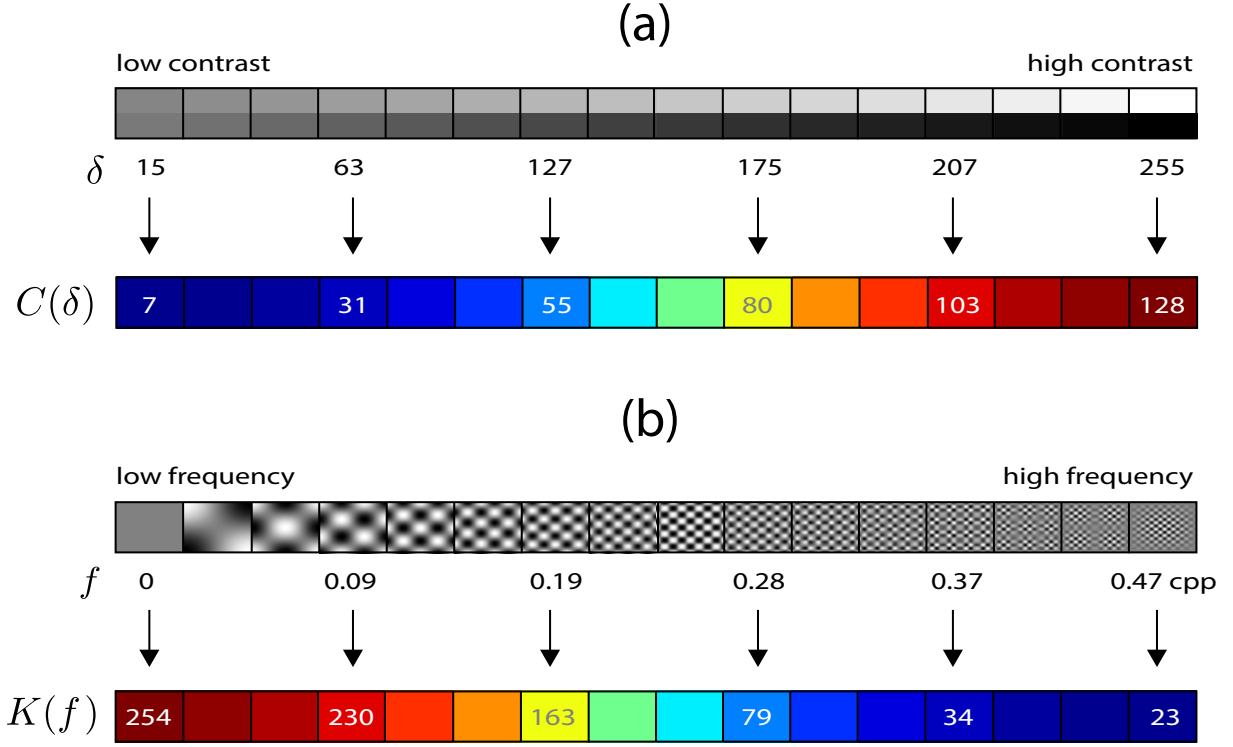 (a)
low contrast high contrast
δ 15 63 127 175 207 255
C(δ) 7 31 55 80 103 128
(b)
low frequency high frequency
f 0 0.09 0.19 0.28 0.37 0.47 cpp
K(f) 254 230 163 79 34 23